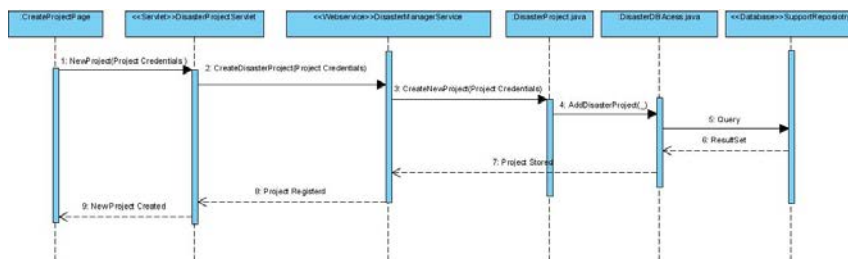 CreateProjectPage
<<Servlet>>DisasterProjectServlet
<<Webservice>>DisasterManagerService
DisasterProject.java
DisasterDBAcess.java
<<Database>>SupportReposiotry
1: NewProject(Project Credentials )
2: CreateDisasterProject(Project Credentials)
3: CreateNewProject(Project Credentials)
4: AddDisasterProject(_)
5: Query
6: ResultSet
7: Project Stored
8: Project Registerd
9: NewProject Created